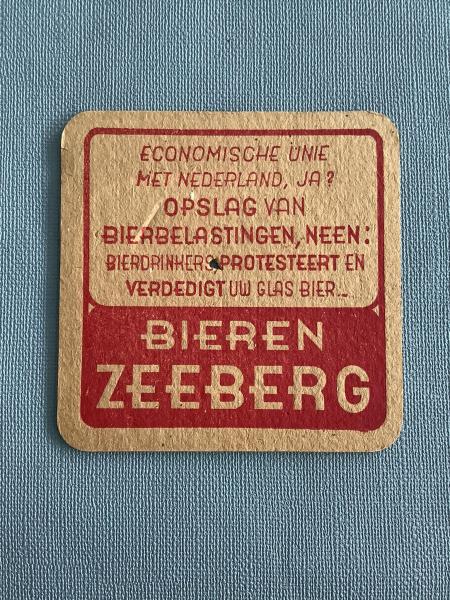 ECONOMISCHE UNIE
MET NEDERLAND, JA?
OPSLAG VAN
BIERBELASTINGEN, NEEN:
BIERDRINKERS, PROTESTEERT EN
VERDEDIGT UW GLAS BIER...
BIEREN
ZEEBERG